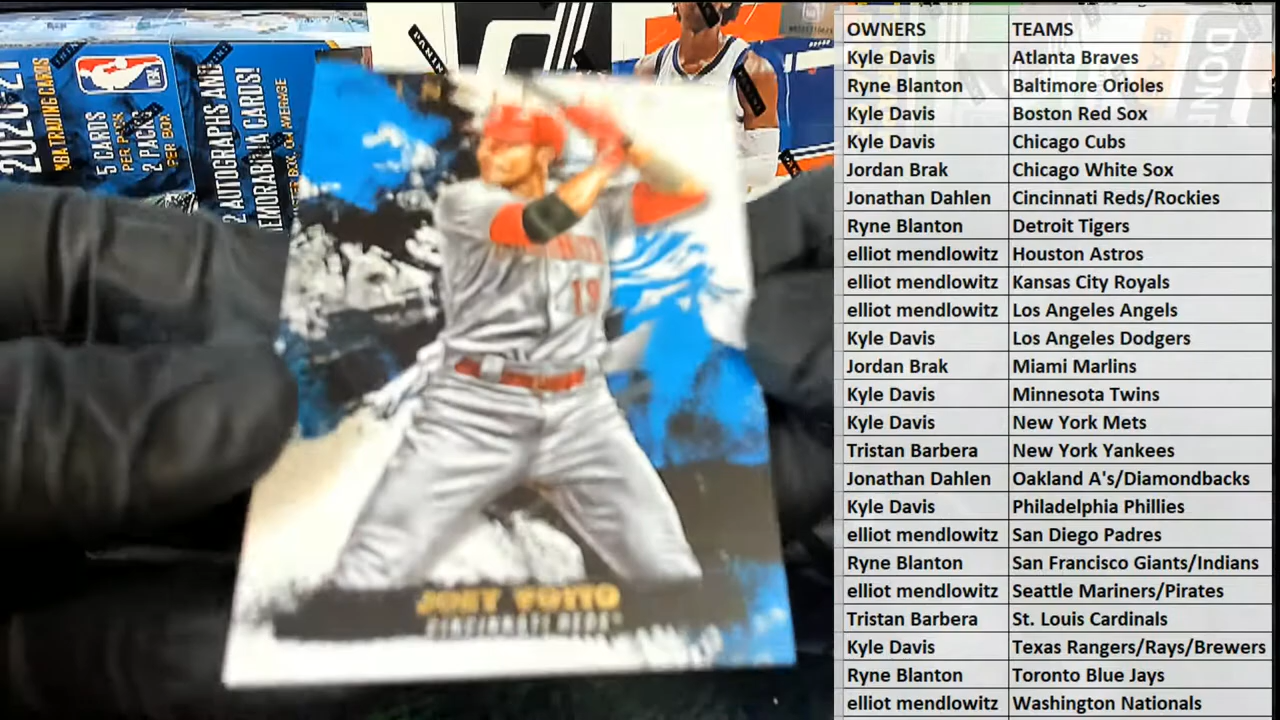 OWNERS TEAMS
Kyle Davis Atlanta Braves
Ryne Blanton Baltimore Orioles
Kyle Davis Boston Red Sox
Kyle Davis Chicago Cubs
Jordan Brak Chicago White Sox
Jonathan Dahlen Cincinnati Reds/Rockies
Ryne Blanton Detroit Tigers
elliot mendlowitz Houston Astros
elliot mendlowitz Kansas City Royals
elliot mendlowitz Los Angeles Angels
Kyle Davis Los Angeles Dodgers
Jordan Brak Miami Marlins
Kyle Davis Minnesota Twins
Kyle Davis New York Mets
Tristan Barbera New York Yankees
Jonathan Dahlen Oakland A's/Diamondbacks
Kyle Davis Philadelphia Phillies
elliot mendlowitz San Diego Padres
Ryne Blanton San Francisco Giants/Indians
elliot mendlowitz Seattle Mariners/Pirates
Tristan Barbera St. Louis Cardinals
Kyle Davis Texas Rangers/Rays/Brewers
Ryne Blanton Toronto Blue Jays
elliot mendlowitz Washington Nationals
2020-21
NBA TRADING CARDS
5 CARDS
PER PACK
2 PACKS
PER BOX
2 AUTOGRAPHS AND
MEMORABILIA CARDS!
PER BOX, ON AVERAGE
PANINI
19
JOEY VOTTO
CINCINNATI REDS